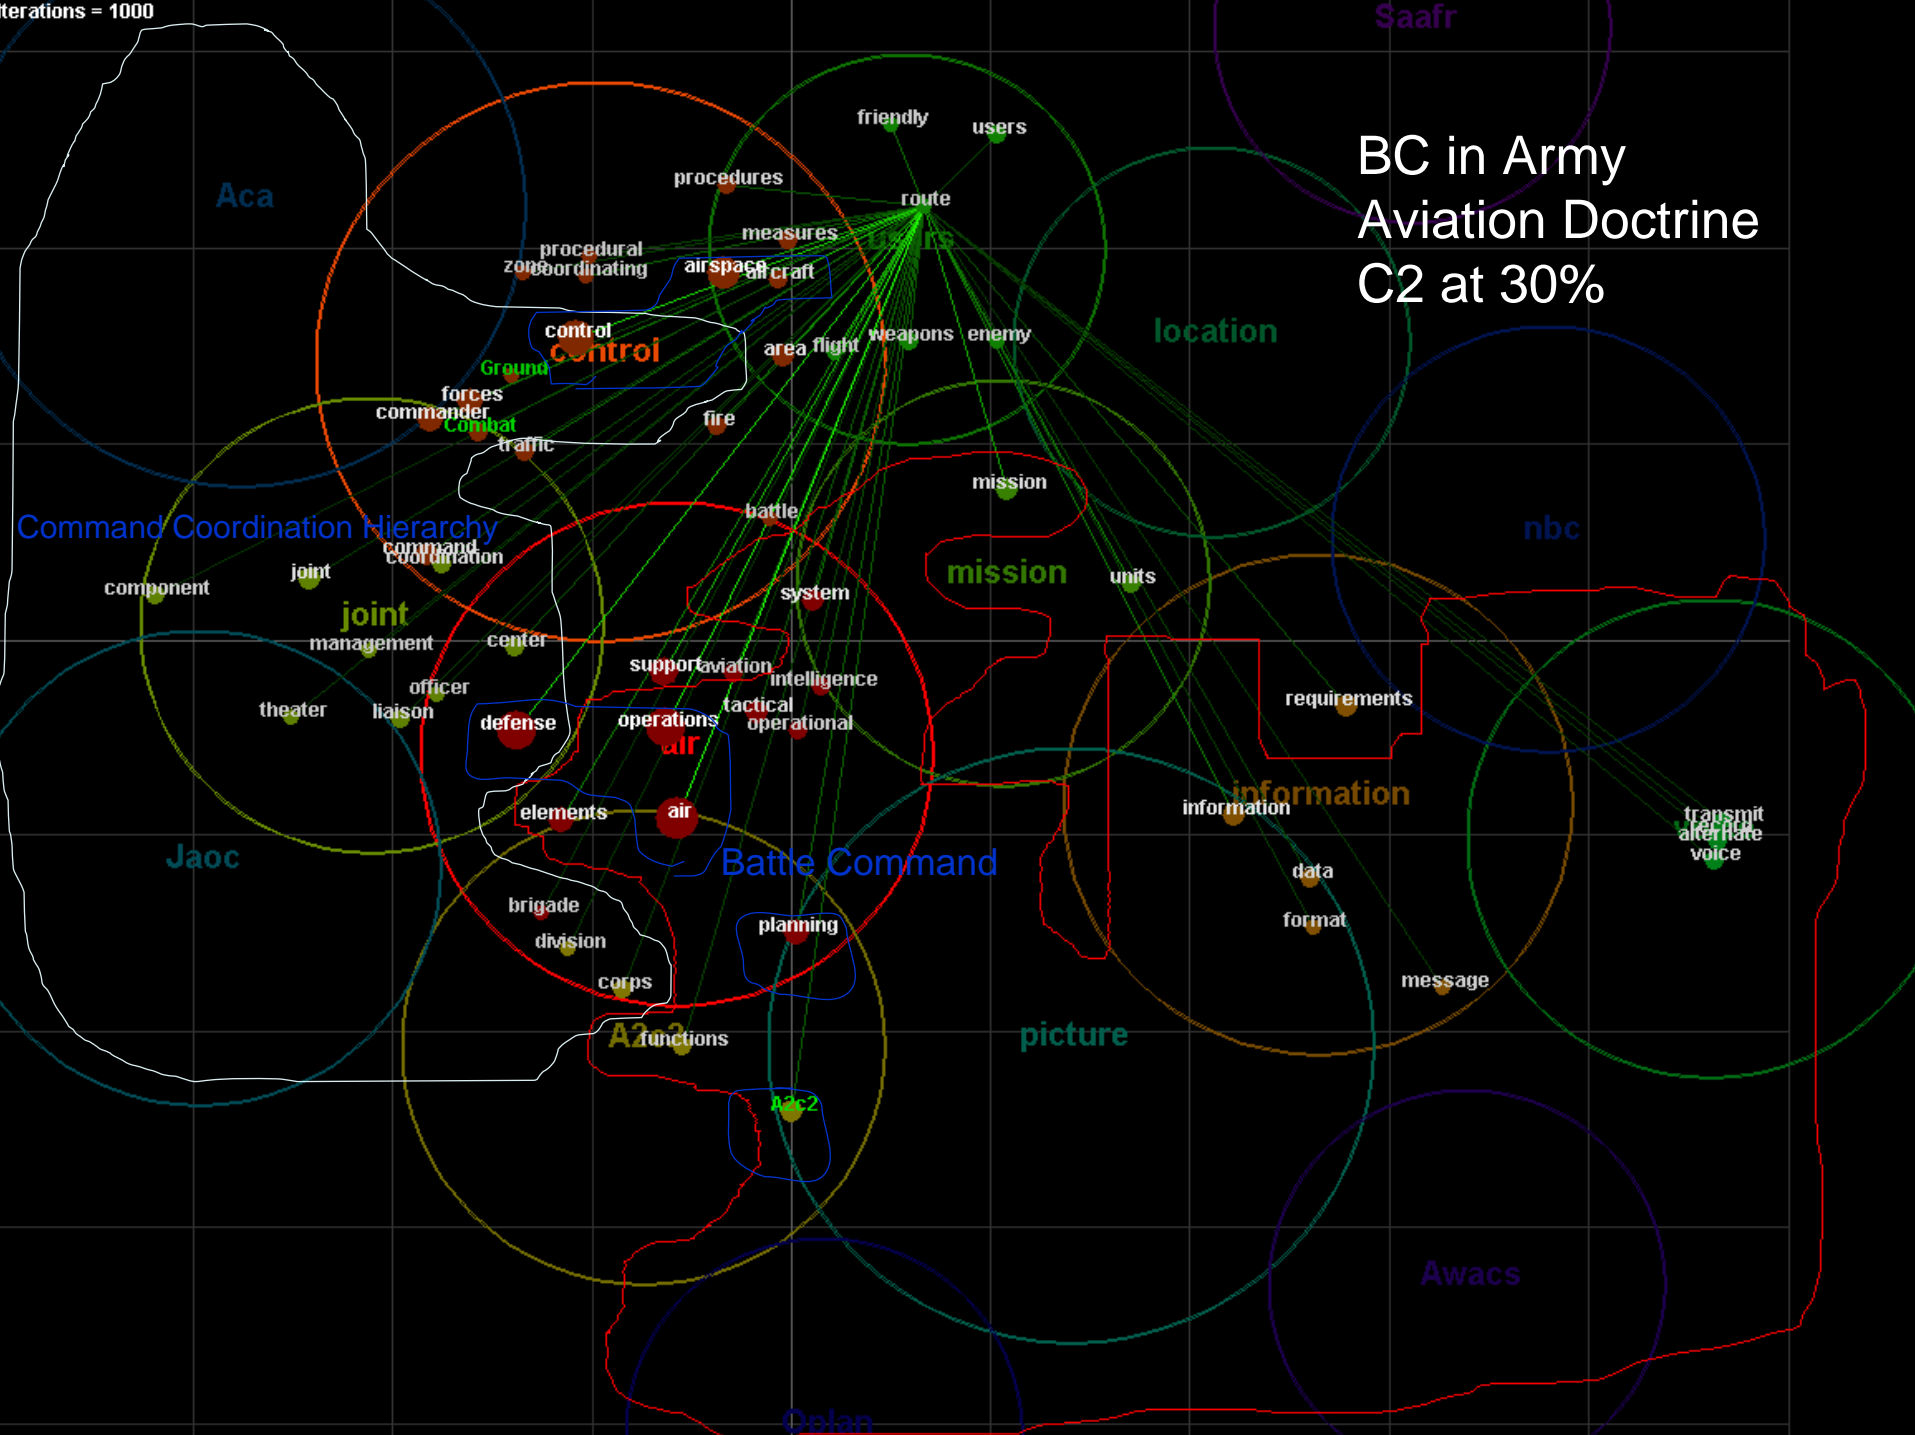 Iterations = 1000
Saafr
BC in Army
Aviation Doctrine
C2 at 30%
friendly
users
procedures
Aca
route
measures
users
procedural
zone
coordinating
airspace
aircraft
control
control
area
flight
weapons
enemy
location
Ground
forces
commander
Combat
fire
traffic
mission
battle
Command Coordination Hierarchy
nbc
command
coordination
joint
component
mission
units
system
joint
management
center
support
aviation
intelligence
officer
requirements
theater
liaison
tactical
defense
operations
operational
air
information
elements
air
information
transmit
alternate
voice
Jaoc
Battle Command
data
brigade
planning
format
division
corps
message
A2c2
functions
picture
A2c2
Awacs
Oplan